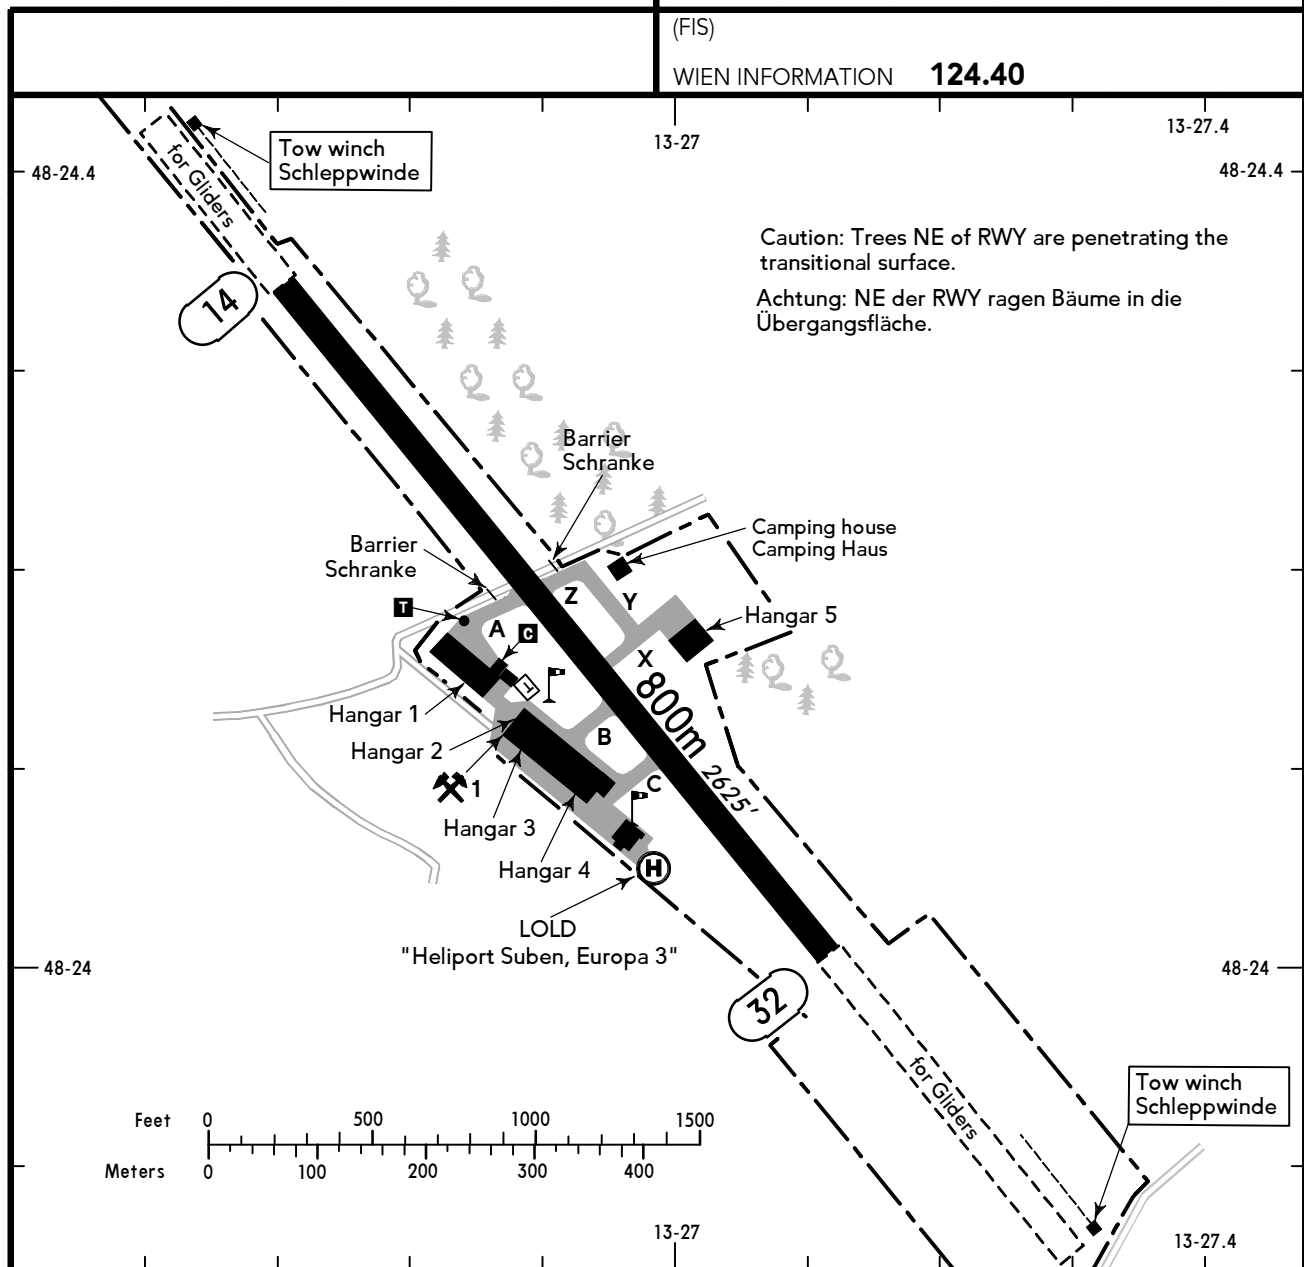 (FIS)
WIEN INFORMATION 124.40
13-27
13-27.4
48-24.4
48-24.4
Tow winch
Schleppwinde
for Gliders
Caution: Trees NE of RWY are penetrating the
transitional surface.
Achtung: NE der RWY ragen Bäume in die
Übergangsfläche.
14
Barrier
Schranke
Camping house
Camping Haus
Barrier
Schranke
T
Z
Y
Hangar 5
A
C
X
T
800m
2625'
Hangar 1
Hangar 2
B
1
C
Hangar 3
Hangar 4
H
LOLD
"Heliport Suben, Europa 3"
48-24
48-24
32
for Gliders
Tow winch
Schleppwinde
Feet 0 500 1000 1500
Meters 0 100 200 300 400
13-27
13-27.4